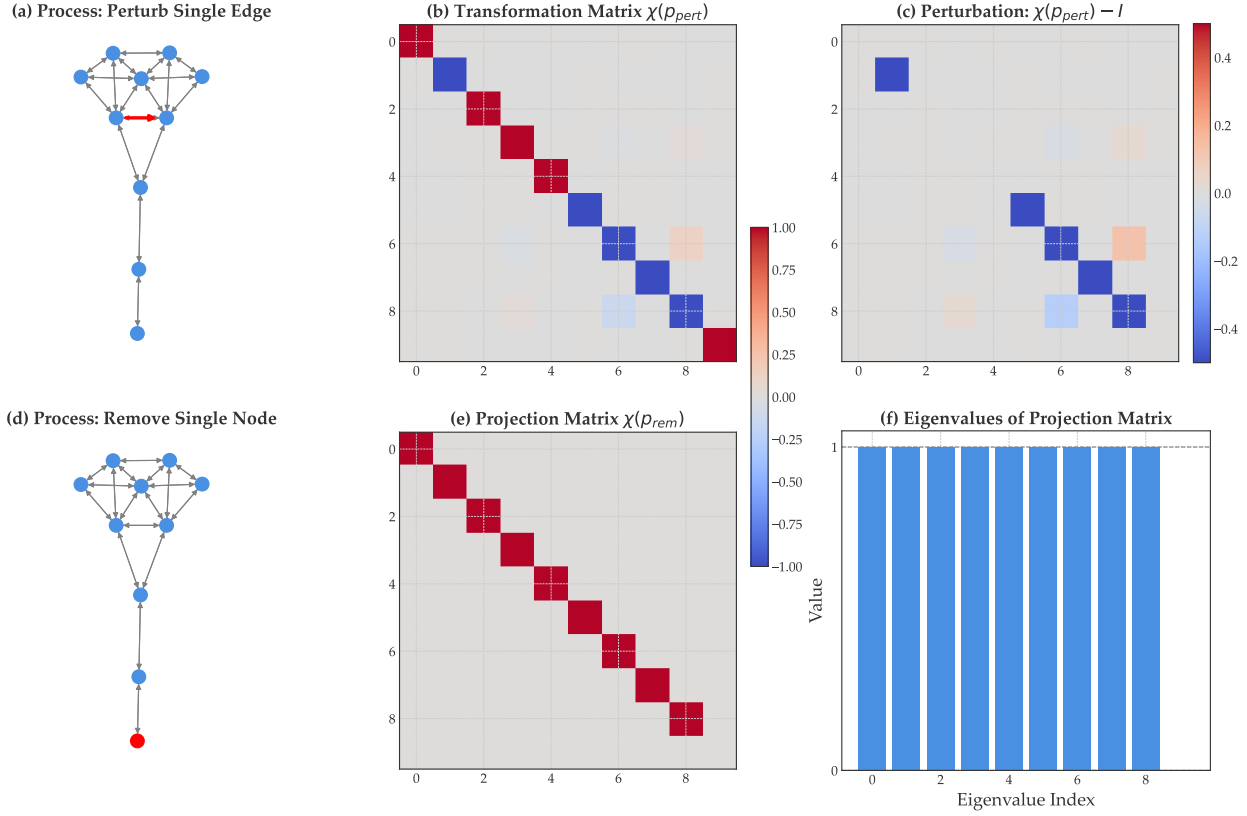 (a) Process: Perturb Single Edge
(b) Transformation Matrix χ(p_pert)
(c) Perturbation: χ(p_pert) − I
0
2
4
6
8
0 2 4 6 8
1.00
0.75
0.50
0.25
0.00
−0.25
−0.50
−0.75
−1.00
0
2
4
6
8
0 2 4 6 8
0.4
0.2
0.0
−0.2
−0.4
(d) Process: Remove Single Node
(e) Projection Matrix χ(p_rem)
(f) Eigenvalues of Projection Matrix
0
2
4
6
8
0 2 4 6 8
Value
1
0
0 2 4 6 8
Eigenvalue Index